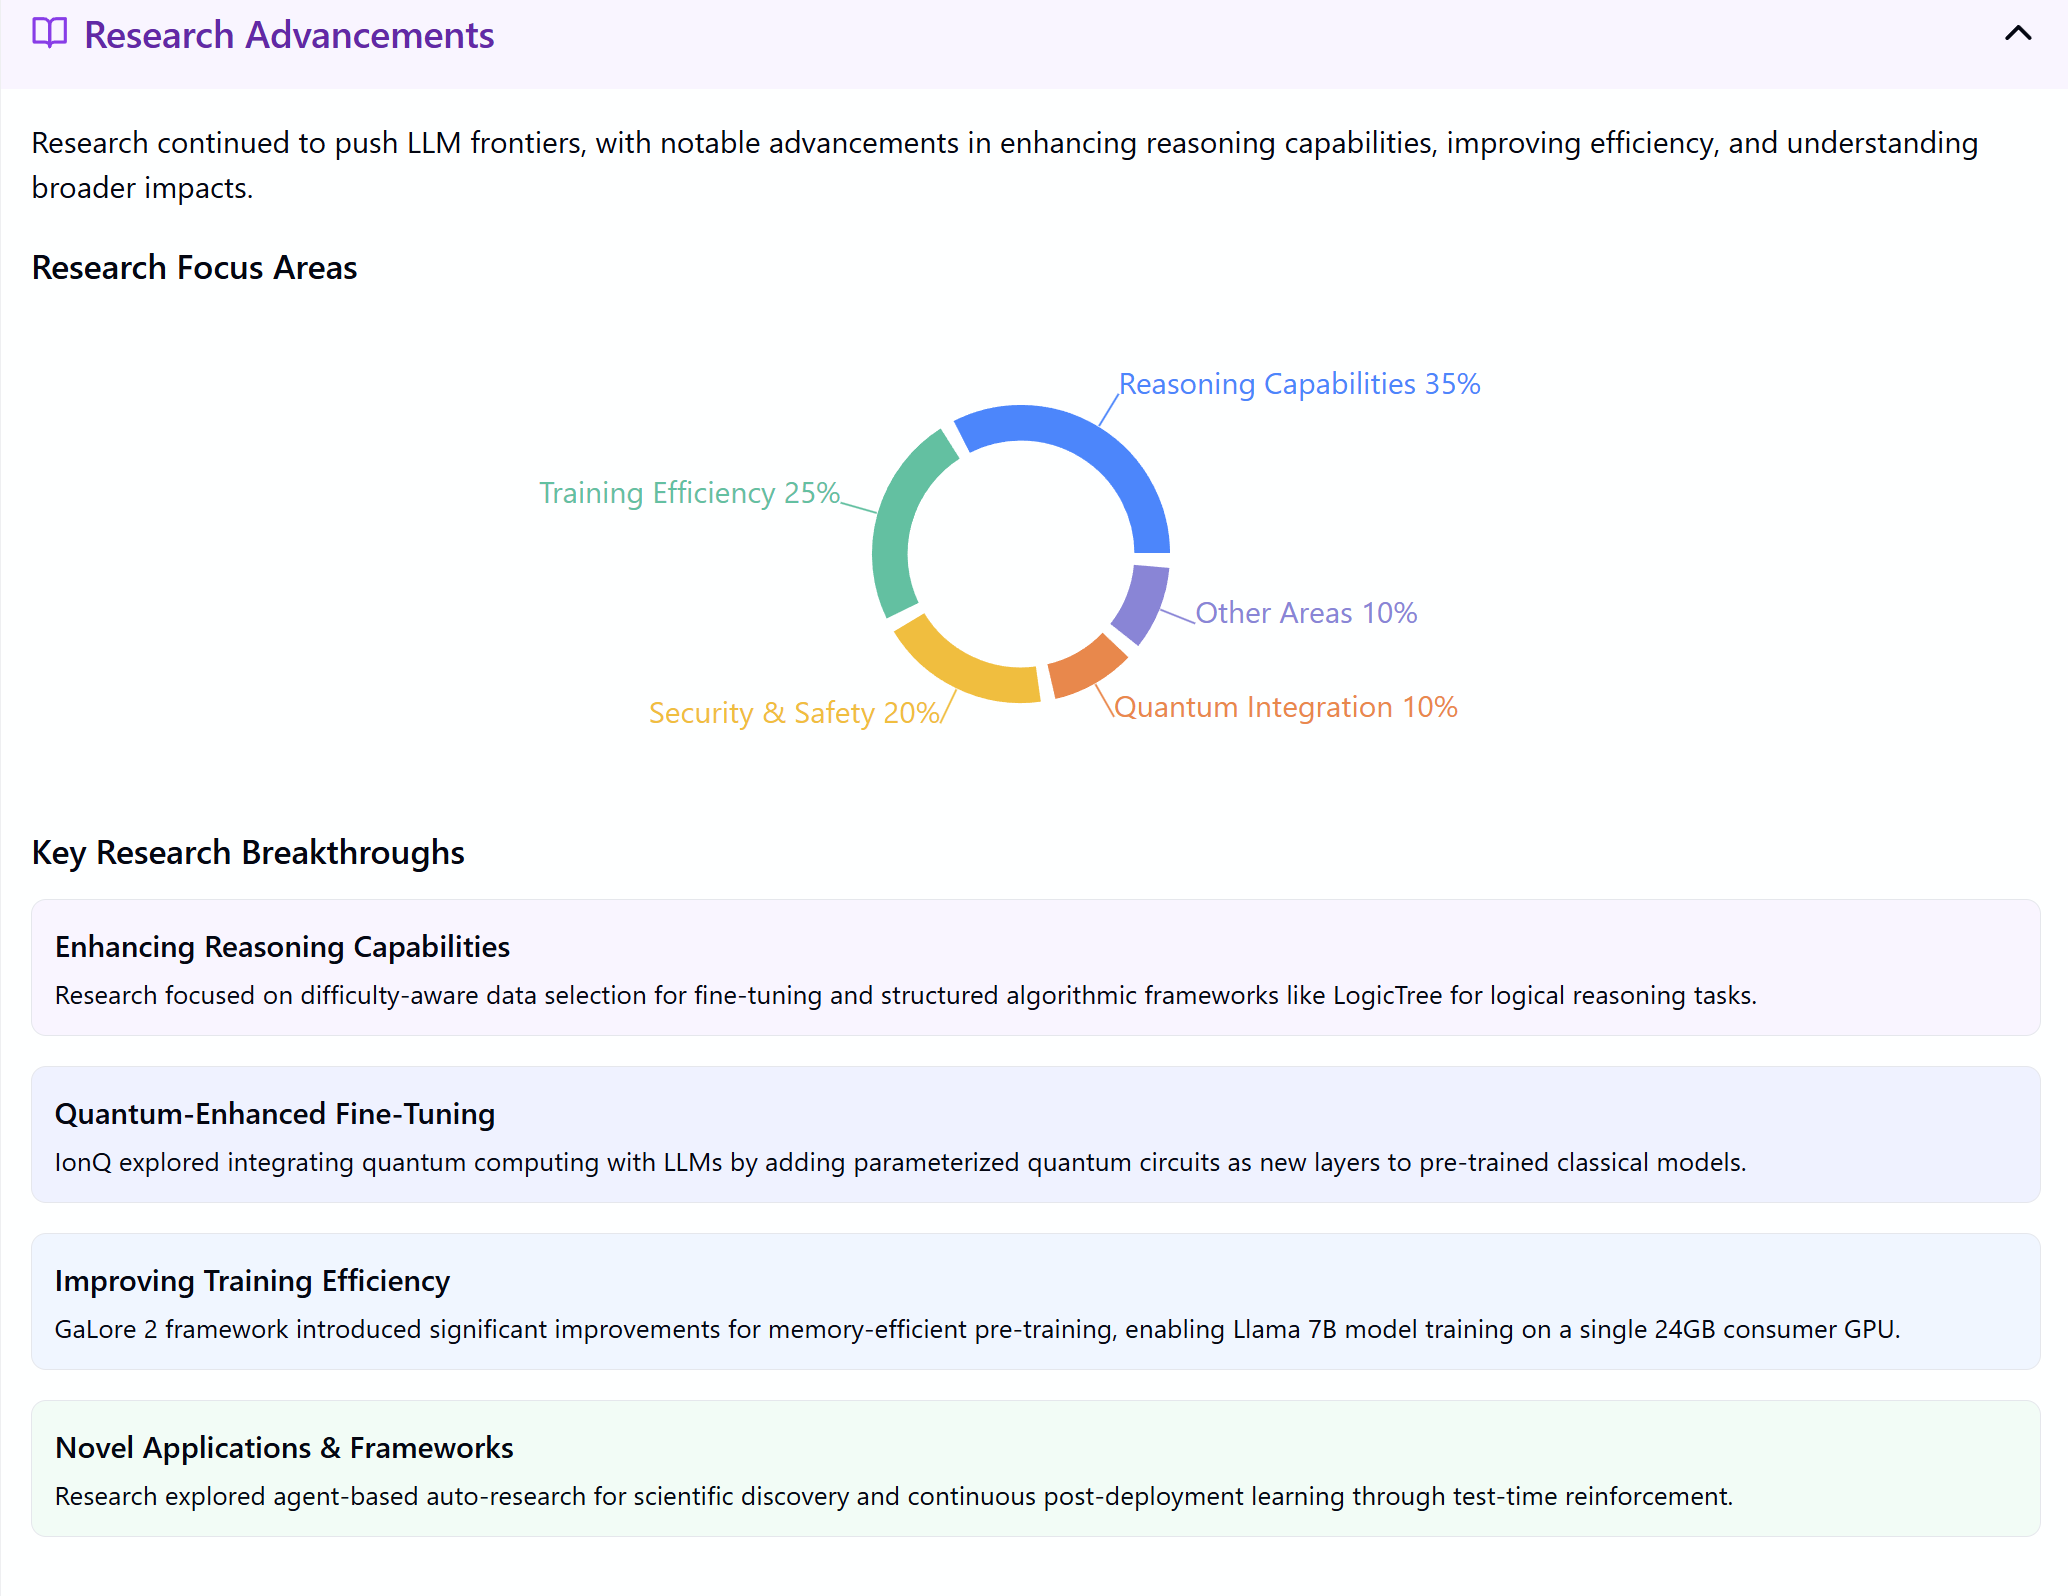 Research Advancements
Research continued to push LLM frontiers, with notable advancements in enhancing reasoning capabilities, improving efficiency, and understanding
broader impacts.
Research Focus Areas
Reasoning Capabilities 35%
Training Efficiency 25%
Other Areas 10%
Quantum Integration 10%
Security & Safety 20%
Key Research Breakthroughs
Enhancing Reasoning Capabilities
Research focused on difficulty-aware data selection for fine-tuning and structured algorithmic frameworks like LogicTree for logical reasoning tasks.
Quantum-Enhanced Fine-Tuning
IonQ explored integrating quantum computing with LLMs by adding parameterized quantum circuits as new layers to pre-trained classical models.
Improving Training Efficiency
GaLore 2 framework introduced significant improvements for memory-efficient pre-training, enabling Llama 7B model training on a single 24GB consumer GPU.
Novel Applications & Frameworks
Research explored agent-based auto-research for scientific discovery and continuous post-deployment learning through test-time reinforcement.